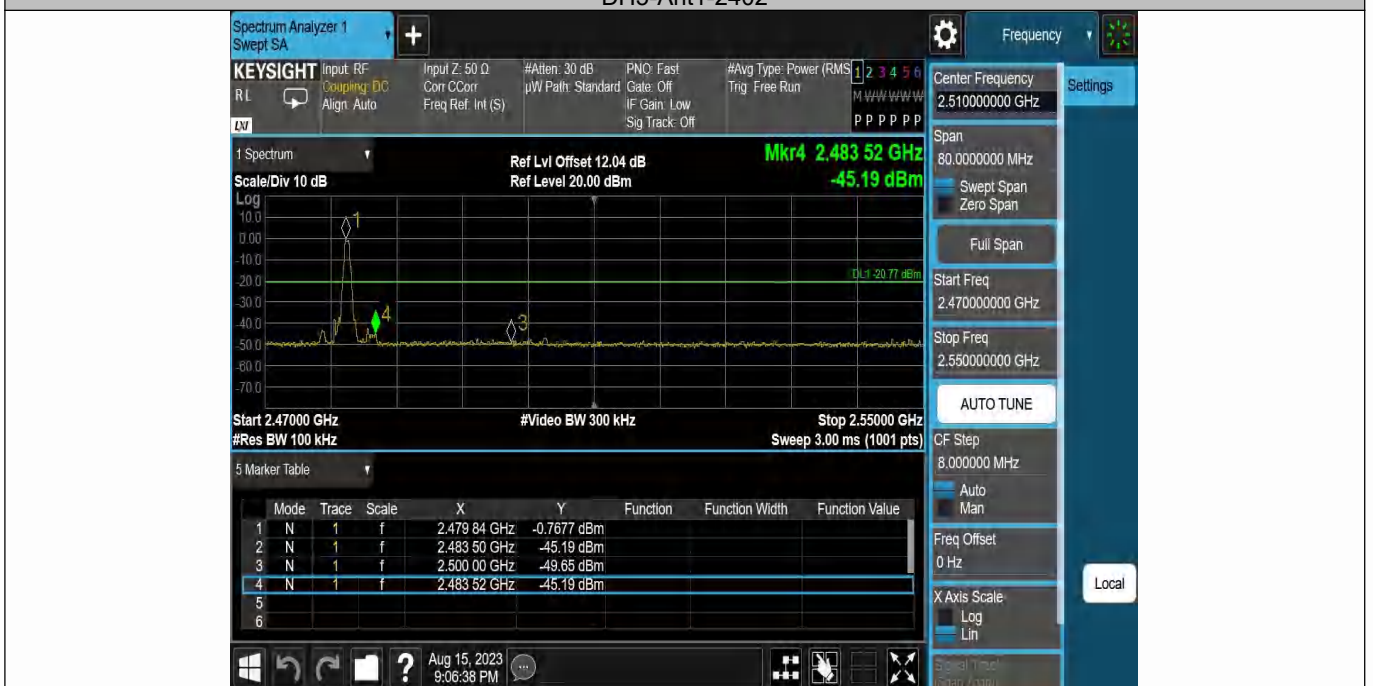 DH5-Ant1-2402
Spectrum Analyzer 1
Swept SA
+
Frequency
KEYSIGHT
RL
LXI
Input: RF
Coupling: DC
Align: Auto
Input Z: 50 Ω
Corr CCorr
Freq Ref: Int (S)
#Atten: 30 dB
µW Path: Standard
PNO: Fast
Gate: Off
IF Gain: Low
Sig Track: Off
#Avg Type: Power (RMS
Trig: Free Run
1 2 3 4 5 6
M W W W W W
P P P P P P
Center Frequency
2.510000000 GHz
Settings
Span
80.0000000 MHz
Swept Span
Zero Span
Full Span
Start Freq
2.470000000 GHz
Stop Freq
2.550000000 GHz
AUTO TUNE
CF Step
8.000000 MHz
Auto
Man
Freq Offset
0 Hz
X Axis Scale
Log
Lin
Signal Track
Local
1 Spectrum
Scale/Div 10 dB
Ref Lvl Offset 12.04 dB
Ref Level 20.00 dBm
Mkr4 2.483 52 GHz
-45.19 dBm
Log
10.0
0.00
-10.0
-20.0
-30.0
-40.0
-50.0
-60.0
-70.0
1
4
3
DL1 -20.77 dBm
Start 2.47000 GHz
#Res BW 100 kHz
#Video BW 300 kHz
Stop 2.55000 GHz
Sweep 3.00 ms (1001 pts)
5 Marker Table
Mode Trace Scale X Y Function Function Width Function Value
1 N 1 f 2.479 84 GHz -0.7677 dBm
2 N 1 f 2.483 50 GHz -45.19 dBm
3 N 1 f 2.500 00 GHz -49.65 dBm
4 N 1 f 2.483 52 GHz -45.19 dBm
5
6
?
Aug 15, 2023
9:06:38 PM